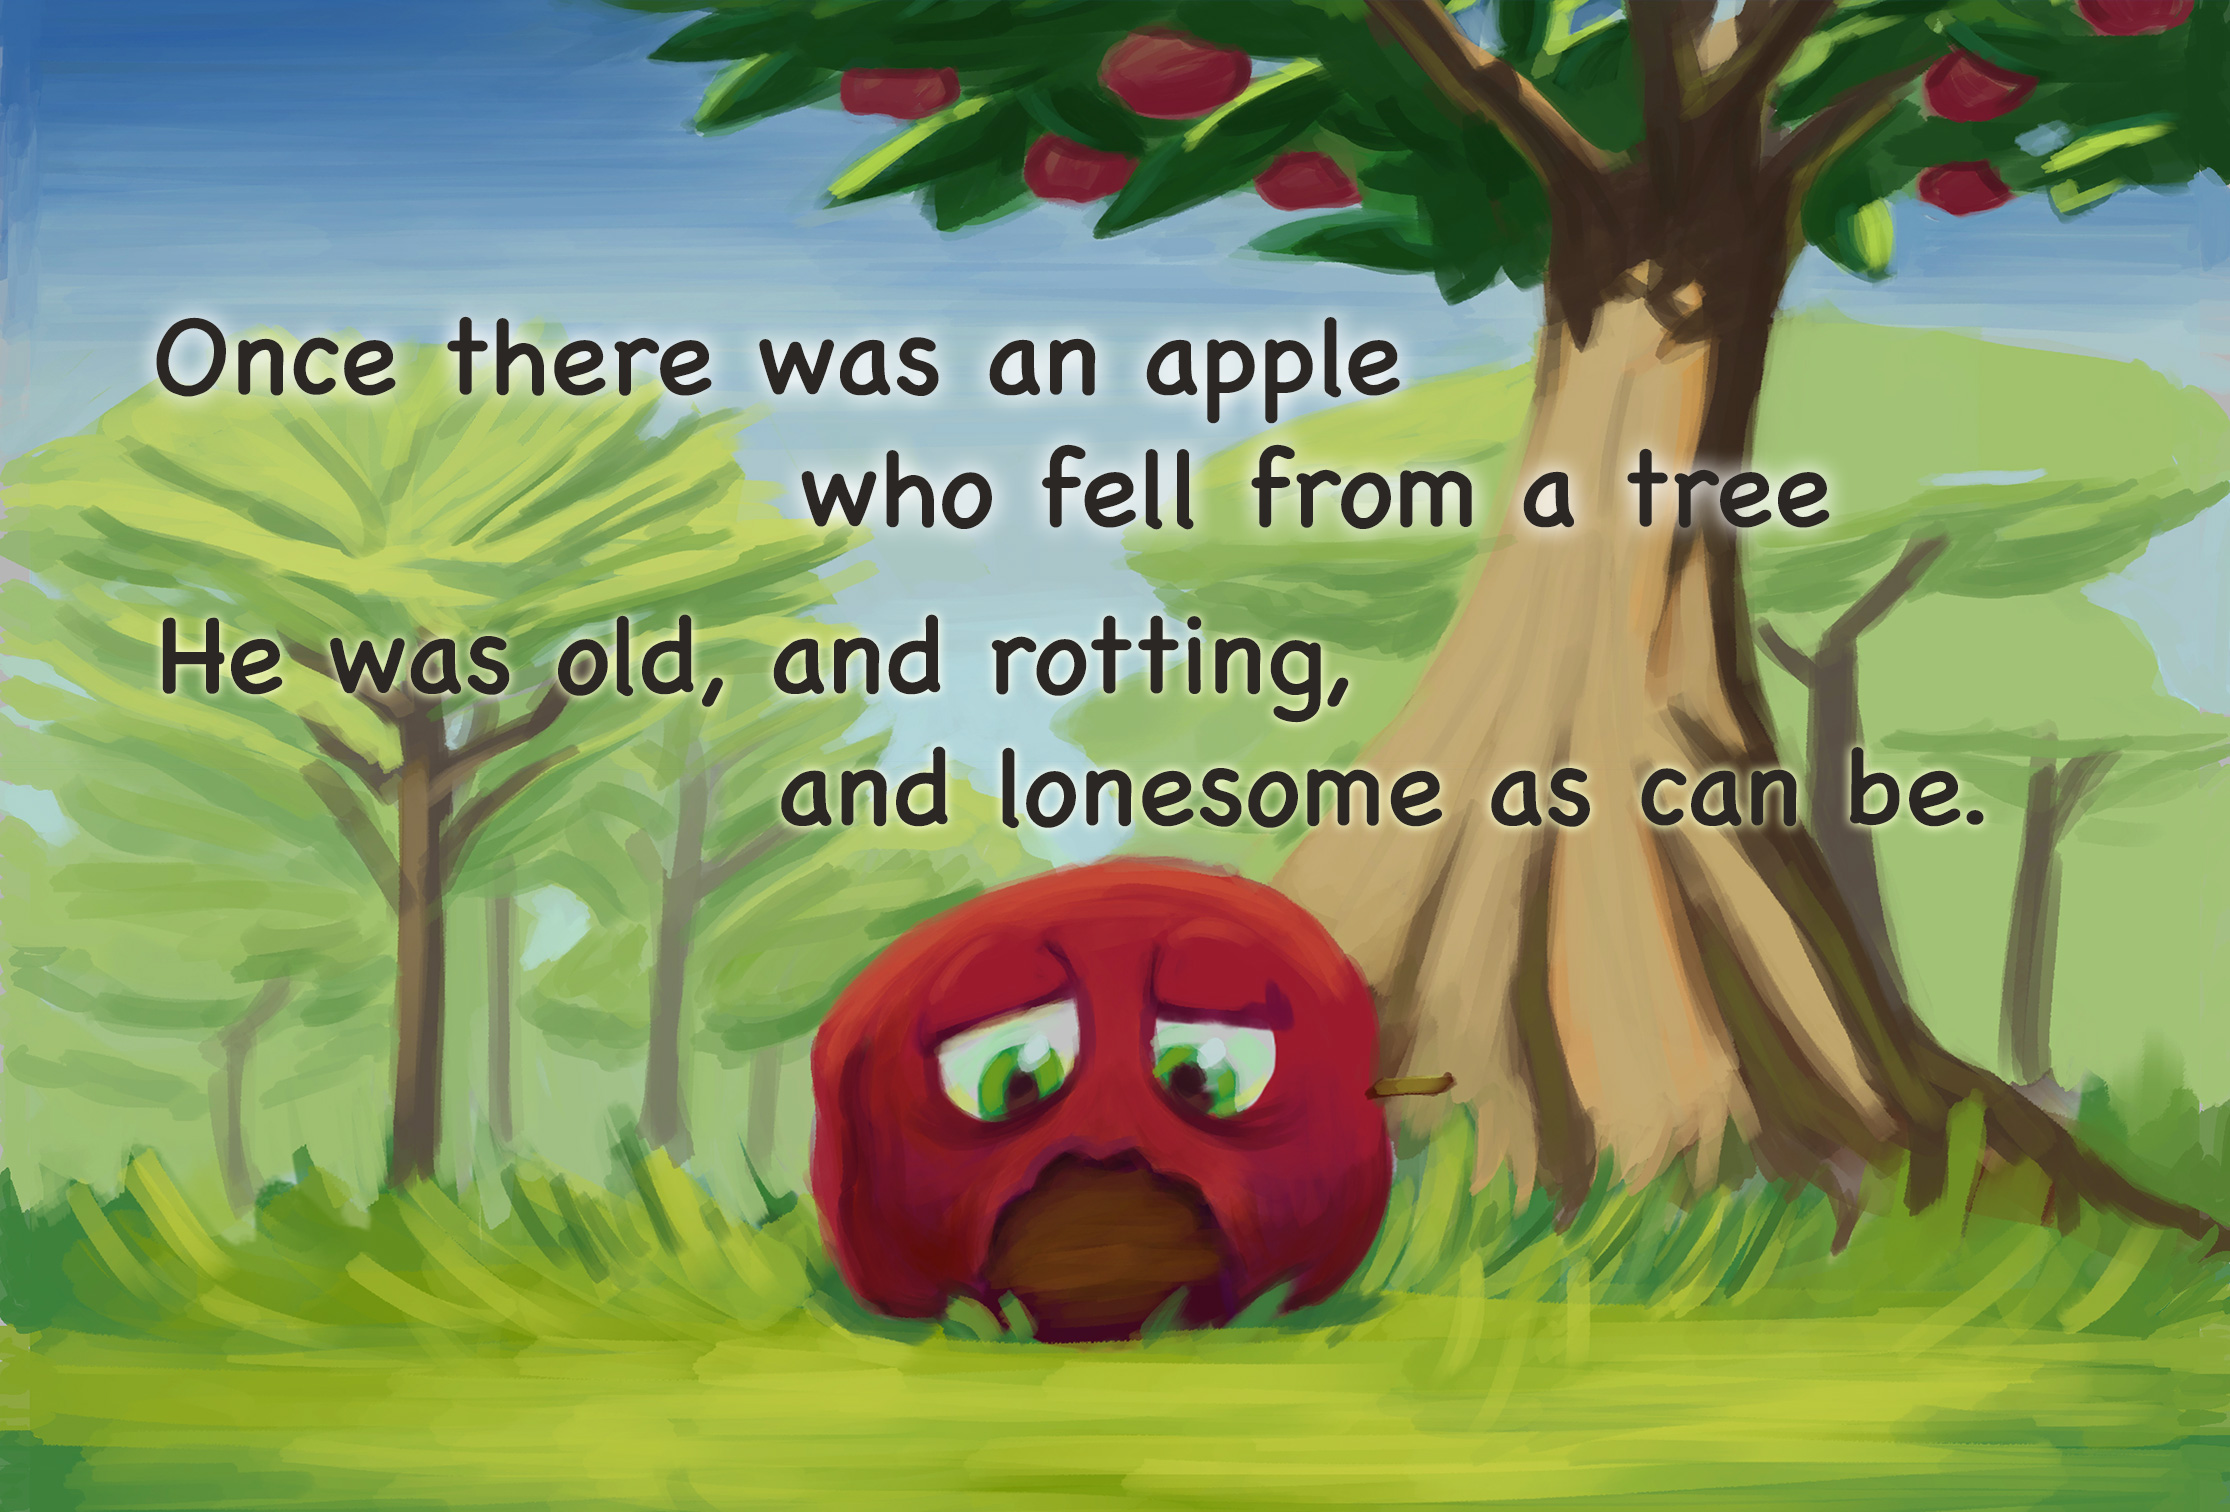 Once there was an apple
who fell from a tree
He was old, and rotting,
and lonesome as can be.